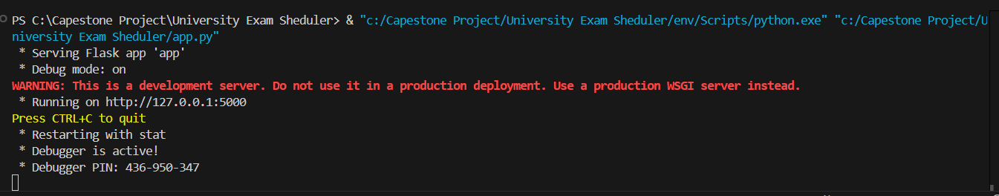 PS C:\Capestone Project\University Exam Sheduler> & "c:/Capestone Project/University Exam Sheduler/env/Scripts/python.exe" "c:/Capestone Project/U
niversity Exam Sheduler/app.py"
 * Serving Flask app 'app'
 * Debug mode: on
WARNING: This is a development server. Do not use it in a production deployment. Use a production WSGI server instead.
 * Running on http://127.0.0.1:5000
Press CTRL+C to quit
 * Restarting with stat
 * Debugger is active!
 * Debugger PIN: 436-950-347